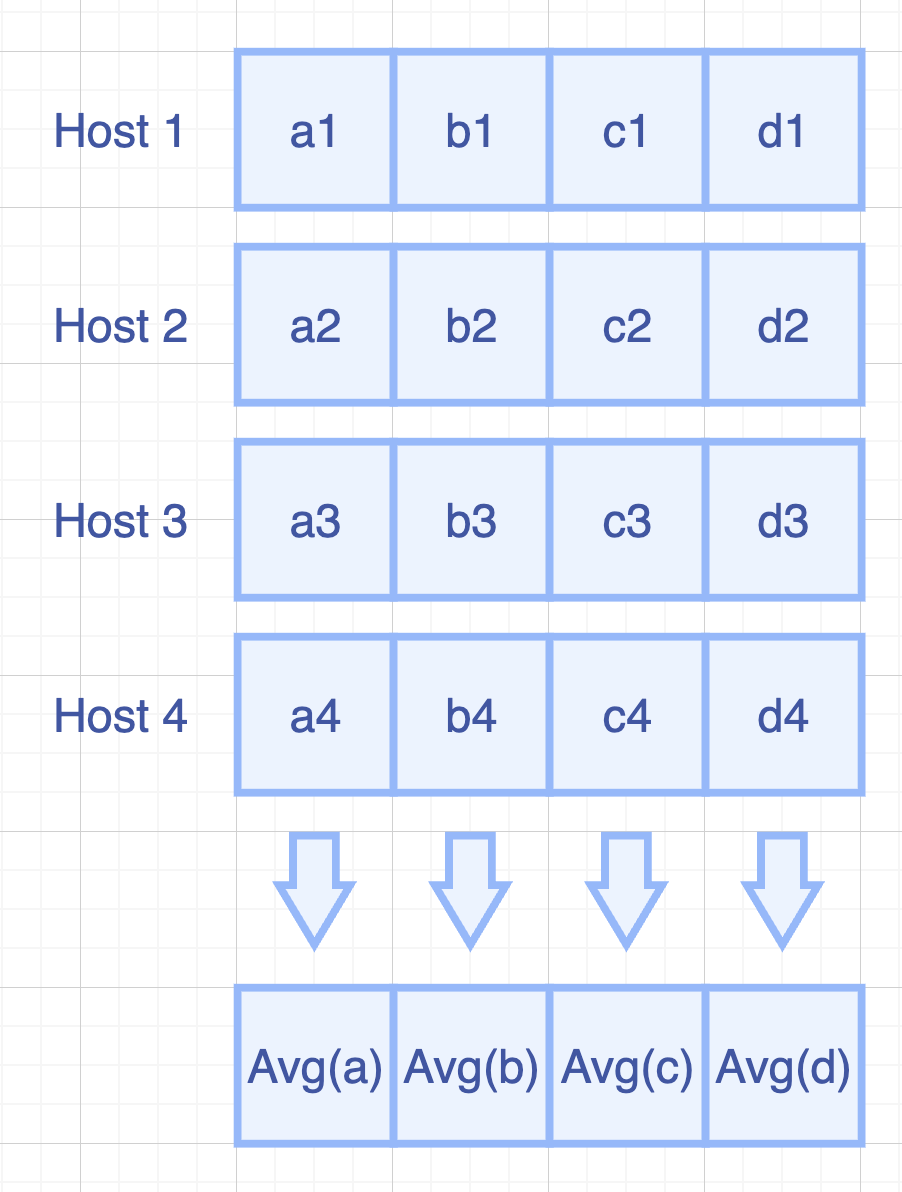 Host 1 a1 b1 c1 d1
Host 2 a2 b2 c2 d2
Host 3 a3 b3 c3 d3
Host 4 a4 b4 c4 d4
Avg(a) Avg(b) Avg(c) Avg(d)